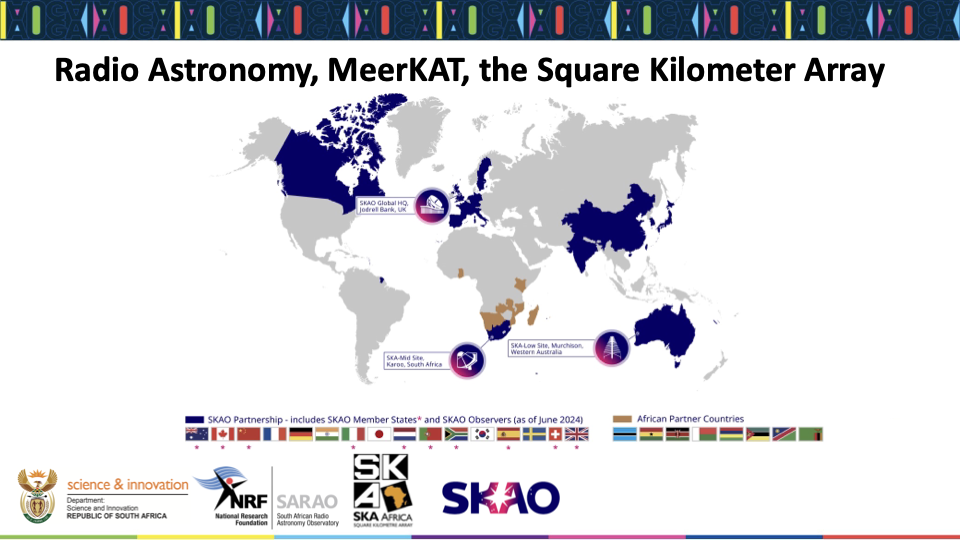 Radio Astronomy, MeerKAT, the Square Kilometer Array
SKAO Global HQ,
Jodrell Bank, UK
SKA-Mid Site,
Karoo, South Africa
SKA-Low Site, Murchison,
Western Australia
SKAO Partnership - includes SKAO Member States* and SKAO Observers (as of June 2024)
African Partner Countries
* * * * * * * * * *
science & innovation
Department:
Science and Innovation
REPUBLIC OF SOUTH AFRICA
NRF
National Research
Foundation
SARAO
South African Radio
Astronomy Observatory
SK
A
SKA AFRICA
SQUARE KILOMETRE ARRAY
SKAO